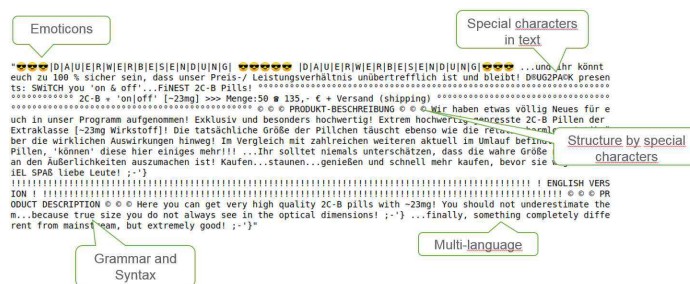 Emoticons
Special characters
in text
"😎😎😎|D|A|U|E|R|W|E|R|B|E|S|E|N|D|U|N|G| 😎😎😎😎😎 |D|A|U|E|R|W|E|R|B|E|S|E|N|D|U|N|G|😎😎😎 ...und ihr könnt
euch zu 100 % sicher sein, dass unser Preis-/ Leistungsverhältnis unübertrefflich ist und bleibt! D®UG2PA©K presen
ts: SWiTCH you 'on & off'...FiNEST 2C-B Pills!
2C-B 'on|off' [~23mg] >>> Menge:50 ☎ 135,- € + Versand (shipping)
© © © PRODUKT-BESCHREIBUNG © © © Wir haben etwas völlig Neues für e
uch in unser Programm aufgenommen! Exklusiv und besonders hochwertig! Extrem hochwertig gepresste 2C-B Pillen der
Extraklasse [~23mg Wirkstoff]! Die tatsächliche Größe der Pillchen täuscht ebenso wie die
ber die wirklichen Auswirkungen hinweg! Im Vergleich mit zahlreichen weiteren aktuell im Umlauf
Pillen, 'können' diese hier einiges mehr!!! ...Ihr solltet niemals unterschätzen, dass die wahre Größe
an den Äußerlichkeiten auszumachen ist! Kaufen...staunen...genießen und schnell mehr kaufen, bevor sie
iEL SPAß liebe Leute! ;-'}
! ENGLISH VERS
ION ! © © © PR
ODUCT DESCRIPTION © © © Here you can get very high quality 2C-B pills with ~23mg! You should not underestimate the
m...because true size you do not always see in the optical dimensions! ;-'} ...finally, something completely diffe
rent from mainstream, but extremely good! ;-'}"
Structure by special
characters
Grammar and
Syntax
Multi-language